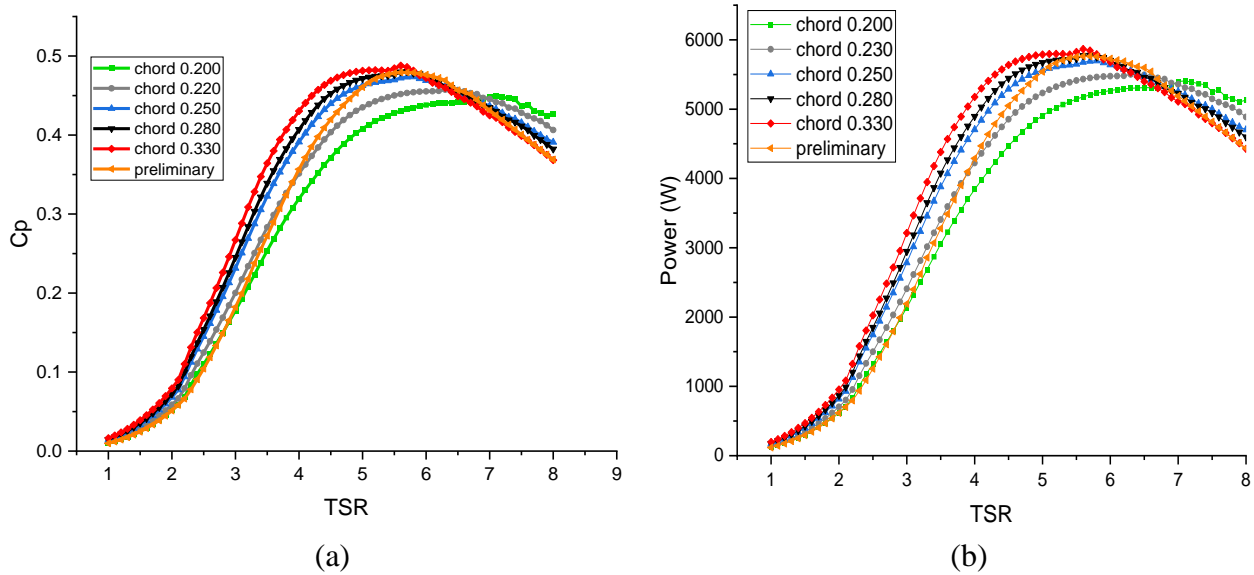 0.5
0.4
0.3
0.2
0.1
0.0
Cp
chord 0.200
chord 0.220
chord 0.250
chord 0.280
chord 0.330
preliminary
1 2 3 4 5 6 7 8 9
TSR
(a)
6000
5000
4000
3000
2000
1000
0
Power (W)
chord 0.200
chord 0.230
chord 0.250
chord 0.280
chord 0.330
preliminary
1 2 3 4 5 6 7 8
TSR
(b)